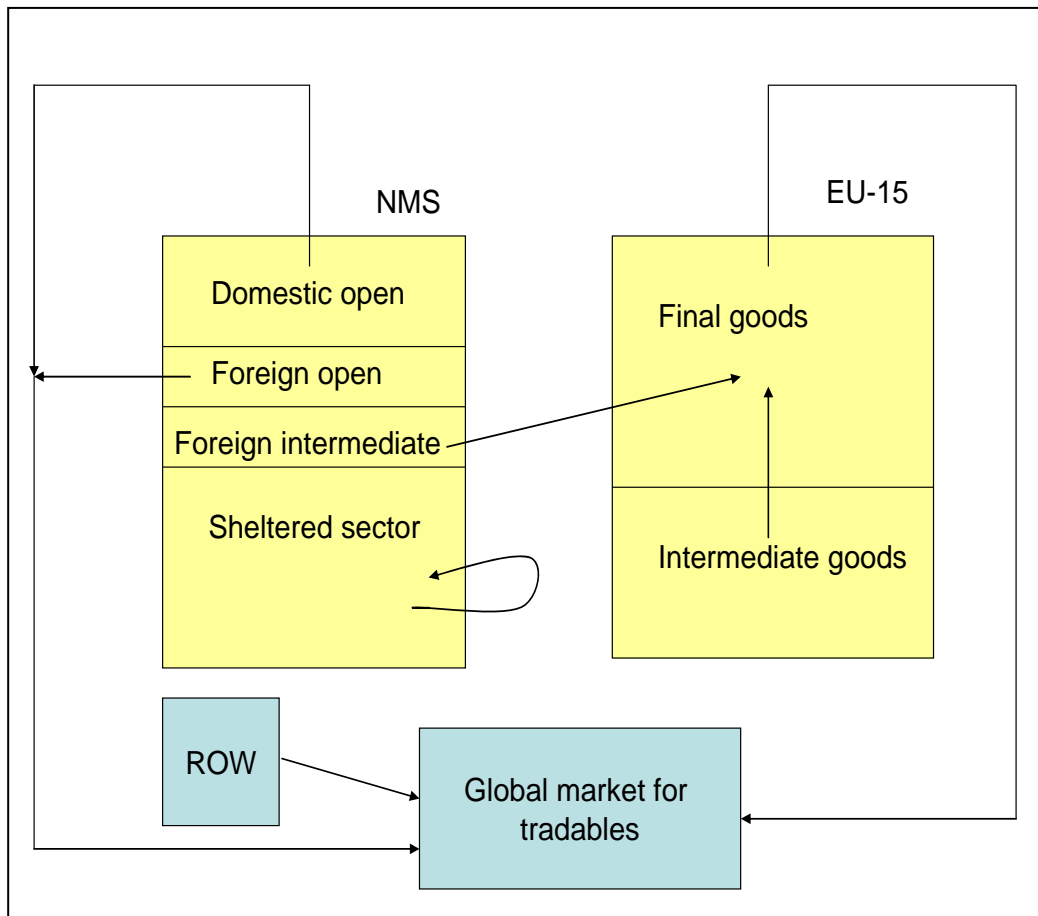 NMS
EU-15
Domestic open
Foreign open
Foreign intermediate
Sheltered sector
Final goods
Intermediate goods
ROW
Global market for
tradables